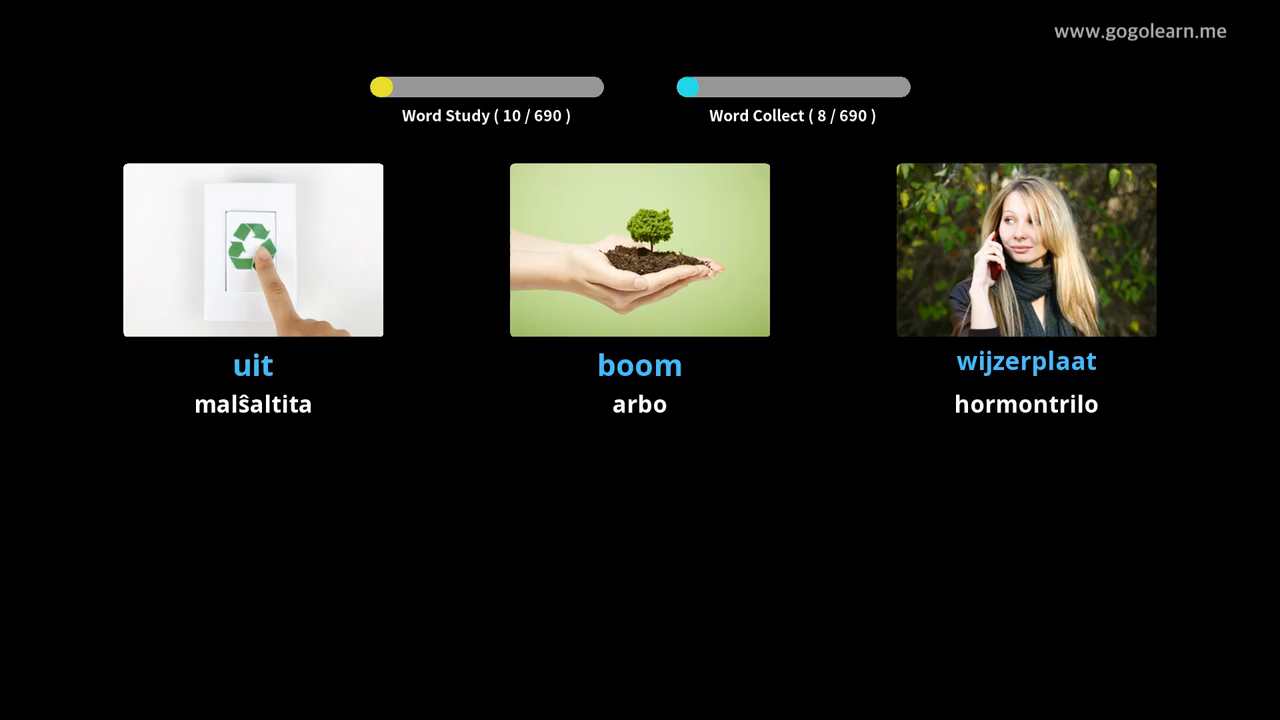 www.gogolearn.me
Word Study ( 10 / 690 )
Word Collect ( 8 / 690 )
uit
boom
wijzerplaat
malŝaltita
arbo
hormontrilo